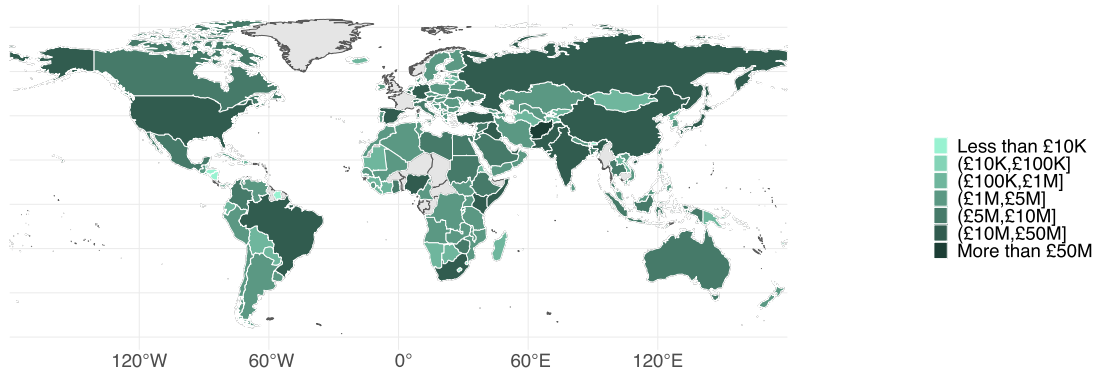 Less than £10K
(£10K,£100K]
(£100K,£1M]
(£1M,£5M]
(£5M,£10M]
(£10M,£50M]
More than £50M
120°W
60°W
0°
60°E
120°E